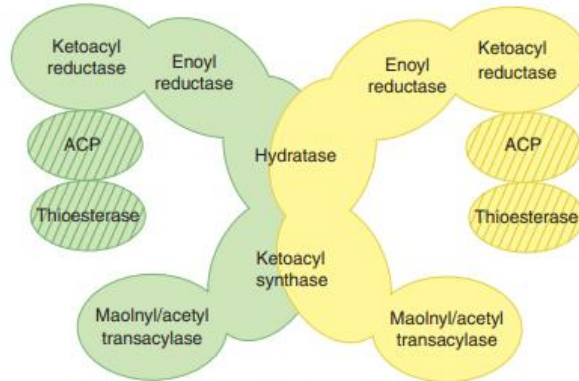 Ketoacyl
reductase
Enoyl
reductase
Enoyl
reductase
Ketoacyl
reductase
ACP
ACP
Hydratase
Thioesterase
Thioesterase
Ketoacyl
synthase
Maolnyl/acetyl
transacylase
Maolnyl/acetyl
transacylase